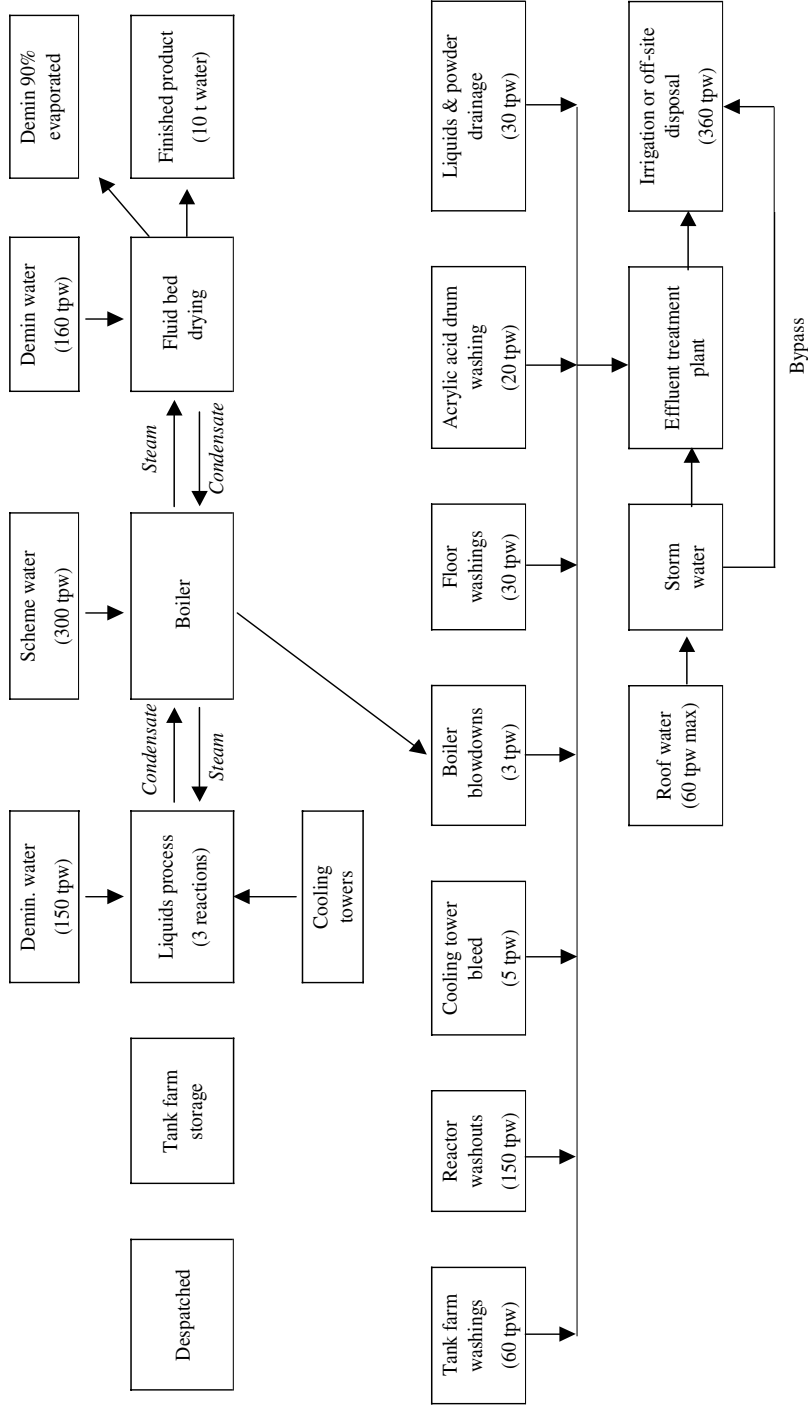 Despatched
Tank farm
storage
Demin. water
(150 tpw)
Liquids process
(3 reactions)
Cooling
towers
Condensate
Steam
Scheme water
(300 tpw)
Boiler
Steam
Condensate
Demin water
(160 tpw)
Fluid bed
drying
Demin 90%
evaporated
Finished product
(10 t water)
Tank farm
washings
(60 tpw)
Reactor
washouts
(150 tpw)
Cooling tower
bleed
(5 tpw)
Boiler
blowdowns
(3 tpw)
Floor
washings
(30 tpw)
Acrylic acid drum
washing
(20 tpw)
Liquids & powder
drainage
(30 tpw)
Roof water
(60 tpw max)
Storm
water
Effluent treatment
plant
Irrigation or off-site
disposal
(360 tpw)
Bypass